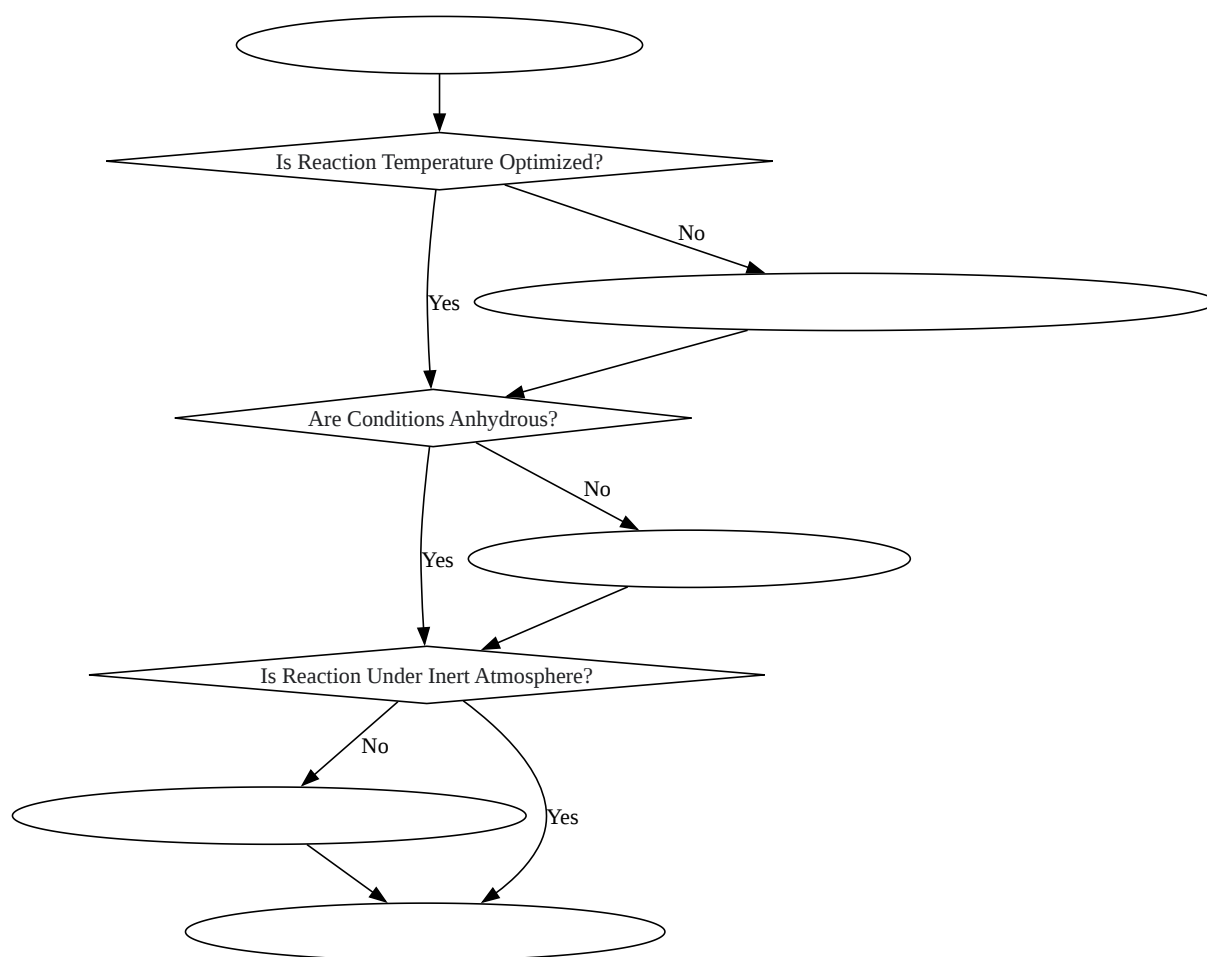 Is Reaction Temperature Optimized?
No
Yes
Are Conditions Anhydrous?
No
Yes
Is Reaction Under Inert Atmosphere?
No
Yes